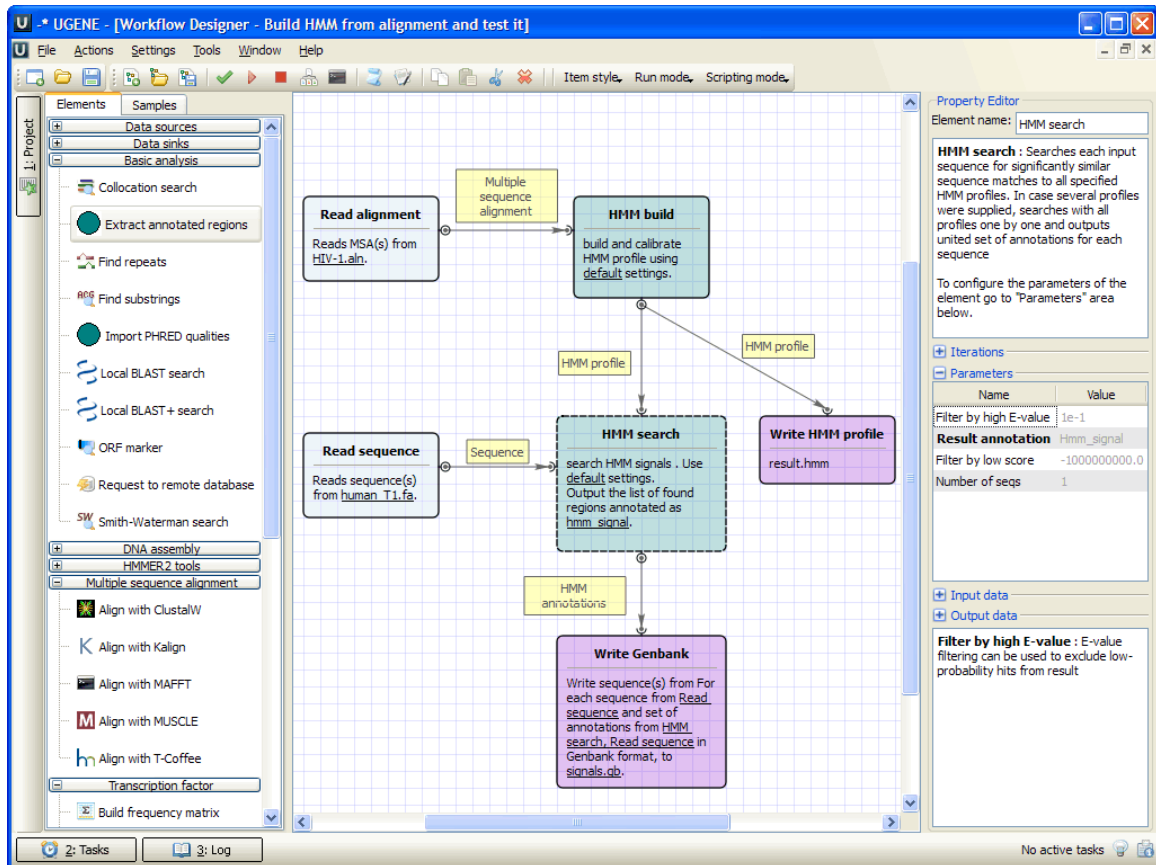 -* UGENE - [Workflow Designer - Build HMM from alignment and test it]
File Actions Settings Tools Window Help
Item style Run mode Scripting mode
1: Project
Elements Samples
Data sources
Data sinks
Basic analysis
Collocation search
Extract annotated regions
Find repeats
Find substrings
Import PHRED qualities
Local BLAST search
Local BLAST+ search
ORF marker
Request to remote database
SW Smith-Waterman search
DNA assembly
HMMER2 tools
Multiple sequence alignment
Align with ClustalW
Align with Kalign
Align with MAFFT
Align with MUSCLE
Align with T-Coffee
Transcription factor
Build frequency matrix
Read alignment
Reads MSA(s) from
HIV-1.aln.
Multiple
sequence
alignment
HMM build
build and calibrate
HMM profile using
default settings.
HMM profile
HMM profile
Read sequence
Reads sequence(s)
from human_T1.fa.
Sequence
HMM search
search HMM signals . Use
default settings.
Output the list of found
regions annotated as
hmm_signal.
Write HMM profile
result.hmm
HMM
annotations
Write Genbank
Write sequence(s) from For
each sequence from Read
sequence and set of
annotations from HMM
search, Read sequence in
Genbank format, to
signals.gb.
Property Editor
Element name: HMM search
HMM search : Searches each input
sequence for significantly similar
sequence matches to all specified
HMM profiles. In case several profiles
were supplied, searches with all
profiles one by one and outputs
united set of annotations for each
sequence
To configure the parameters of the
element go to "Parameters" area
below.
Iterations
Parameters
Name Value
Filter by high E-value 1e-1
Result annotation Hmm_signal
Filter by low score -1000000000.0
Number of seqs 1
Input data
Output data
Filter by high E-value : E-value
filtering can be used to exclude low-
probability hits from result
2: Tasks 3: Log No active tasks